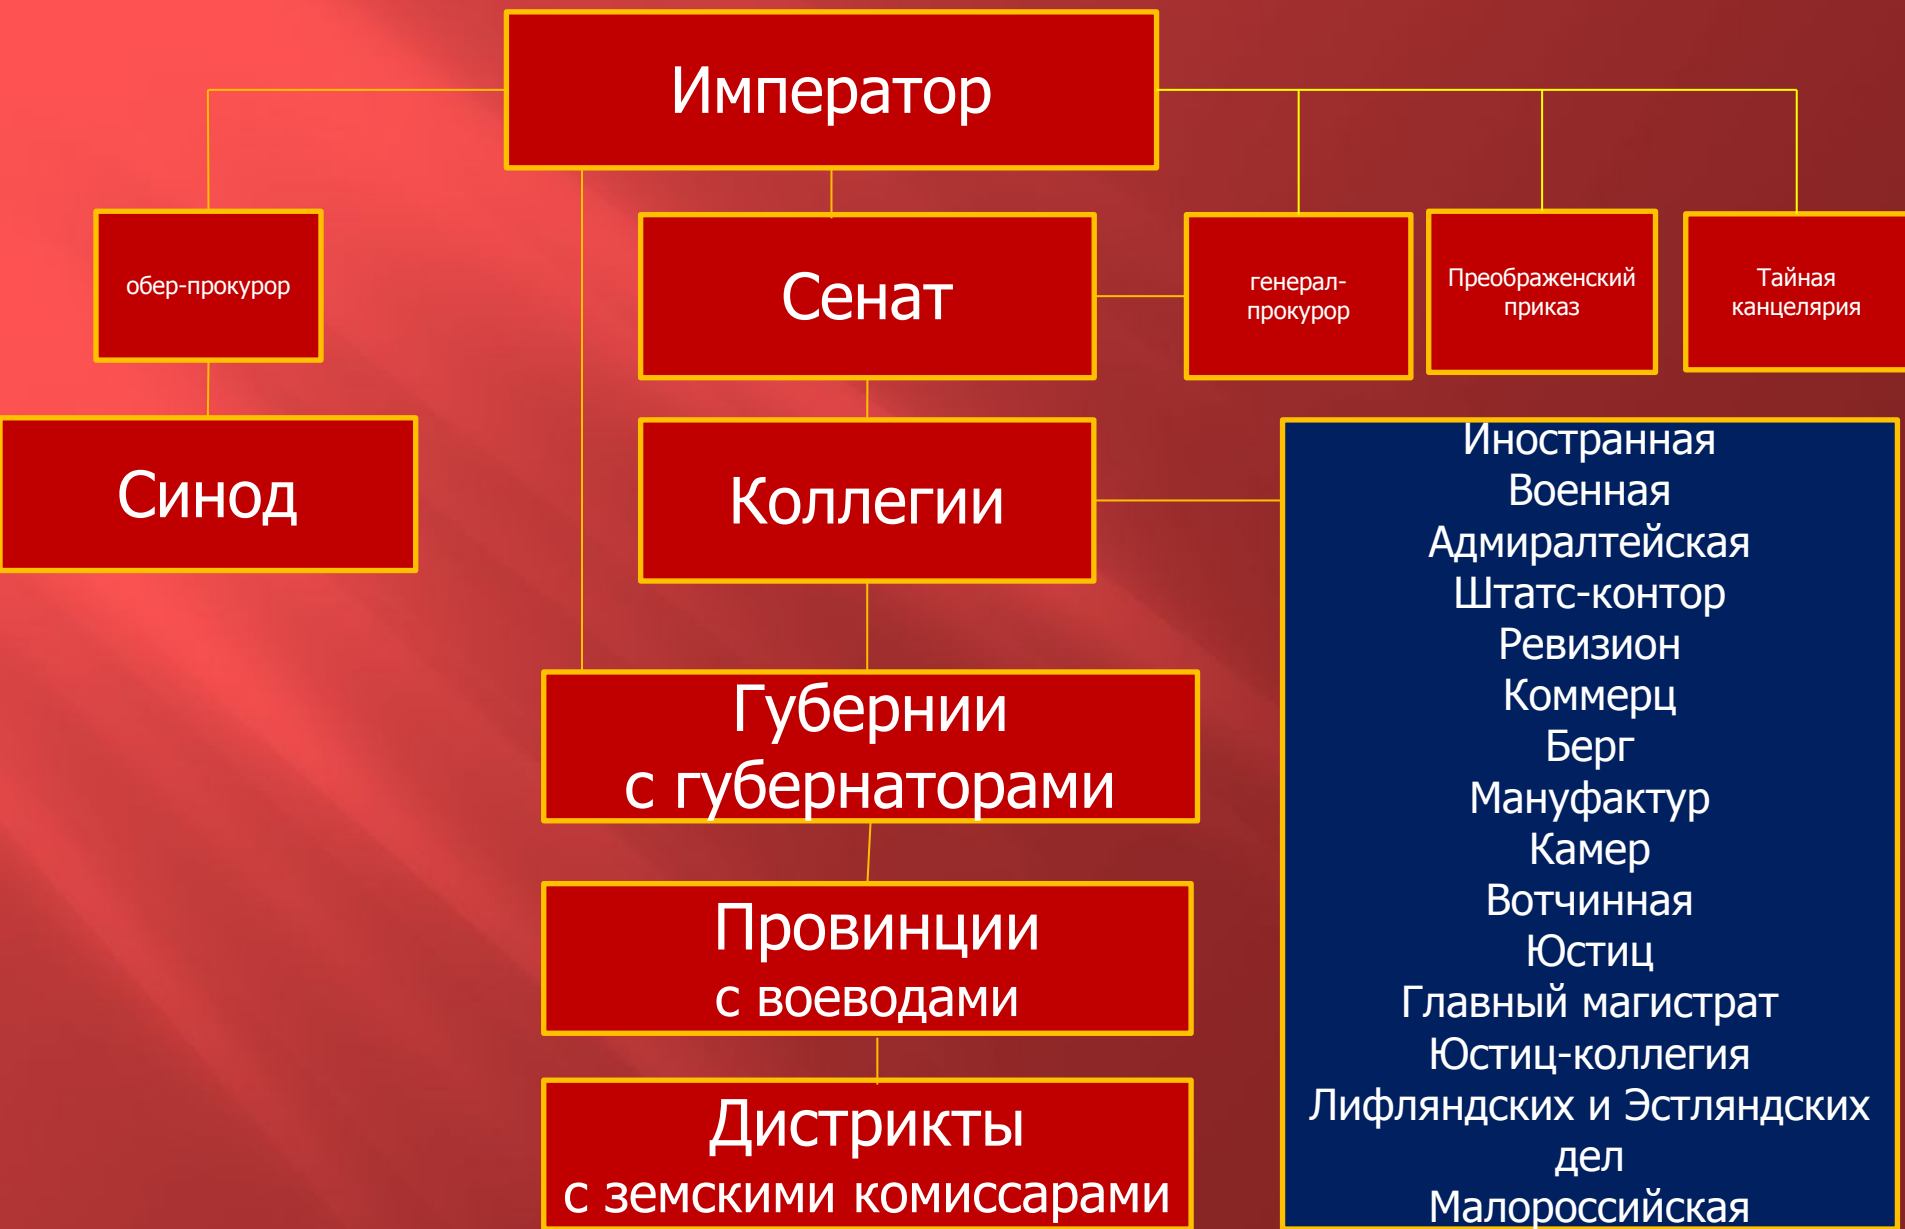 Император
обер-прокурор
Сенат
генерал-
прокурор
Преображенский
приказ
Тайная
канцелярия
Синод
Коллегии
Иностранная
Военная
Адмиралтейская
Штатс-контор
Ревизион
Коммерц
Берг
Мануфактур
Камер
Вотчинная
Юстиц
Главный магистрат
Юстиц-коллегия
Лифляндских и Эстляндских
дел
Малороссийская
Губернии
с губернаторами
Провинции
с воеводами
Дистрикты
с земскими комиссарами